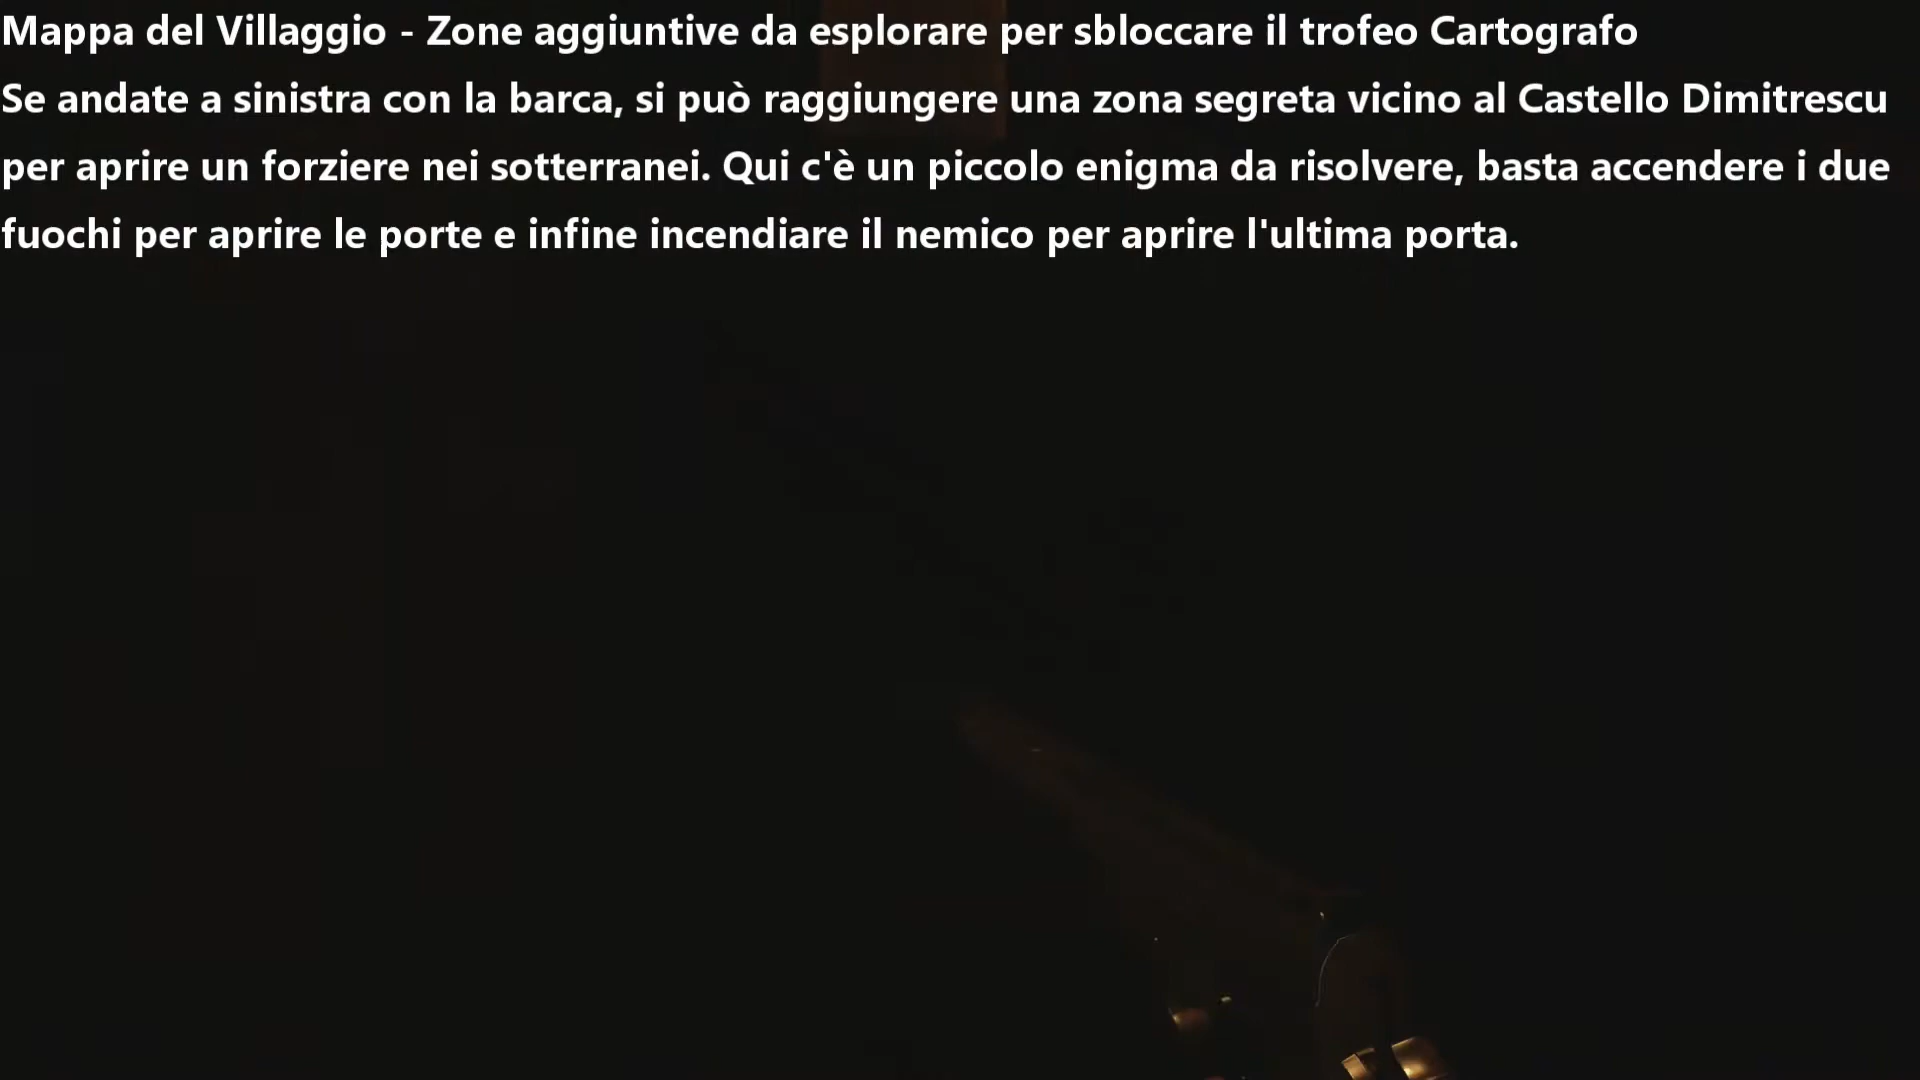 Mappa del Villaggio - Zone aggiuntive da esplorare per sbloccare il trofeo Cartografo
Se andate a sinistra con la barca, si può raggiungere una zona segreta vicino al Castello Dimitrescu
per aprire un forziere nei sotterranei. Qui c'è un piccolo enigma da risolvere, basta accendere i due
fuochi per aprire le porte e infine incendiare il nemico per aprire l'ultima porta.